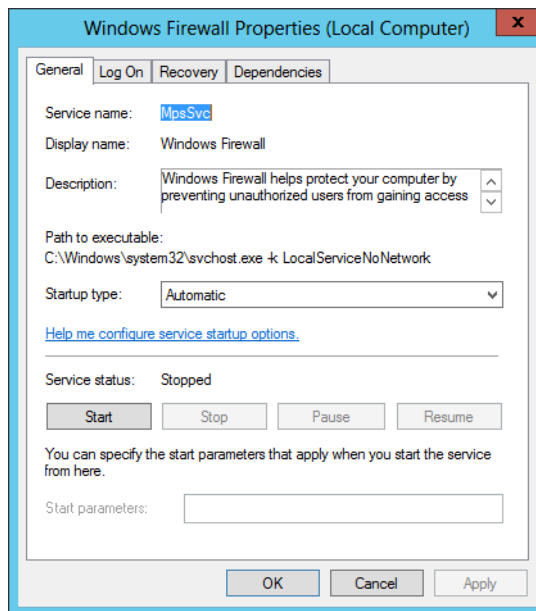 Windows Firewall Properties (Local Computer)
x
General Log On Recovery Dependencies
Service name: MpsSvc
Display name: Windows Firewall
Description: Windows Firewall helps protect your computer by
preventing unauthorized users from gaining access
Path to executable:
C:\Windows\system32\svchost.exe -k LocalServiceNoNetwork
Startup type: Automatic
Help me configure service startup options.
Service status: Stopped
Start Stop Pause Resume
You can specify the start parameters that apply when you start the service
from here.
Start parameters:
OK Cancel Apply